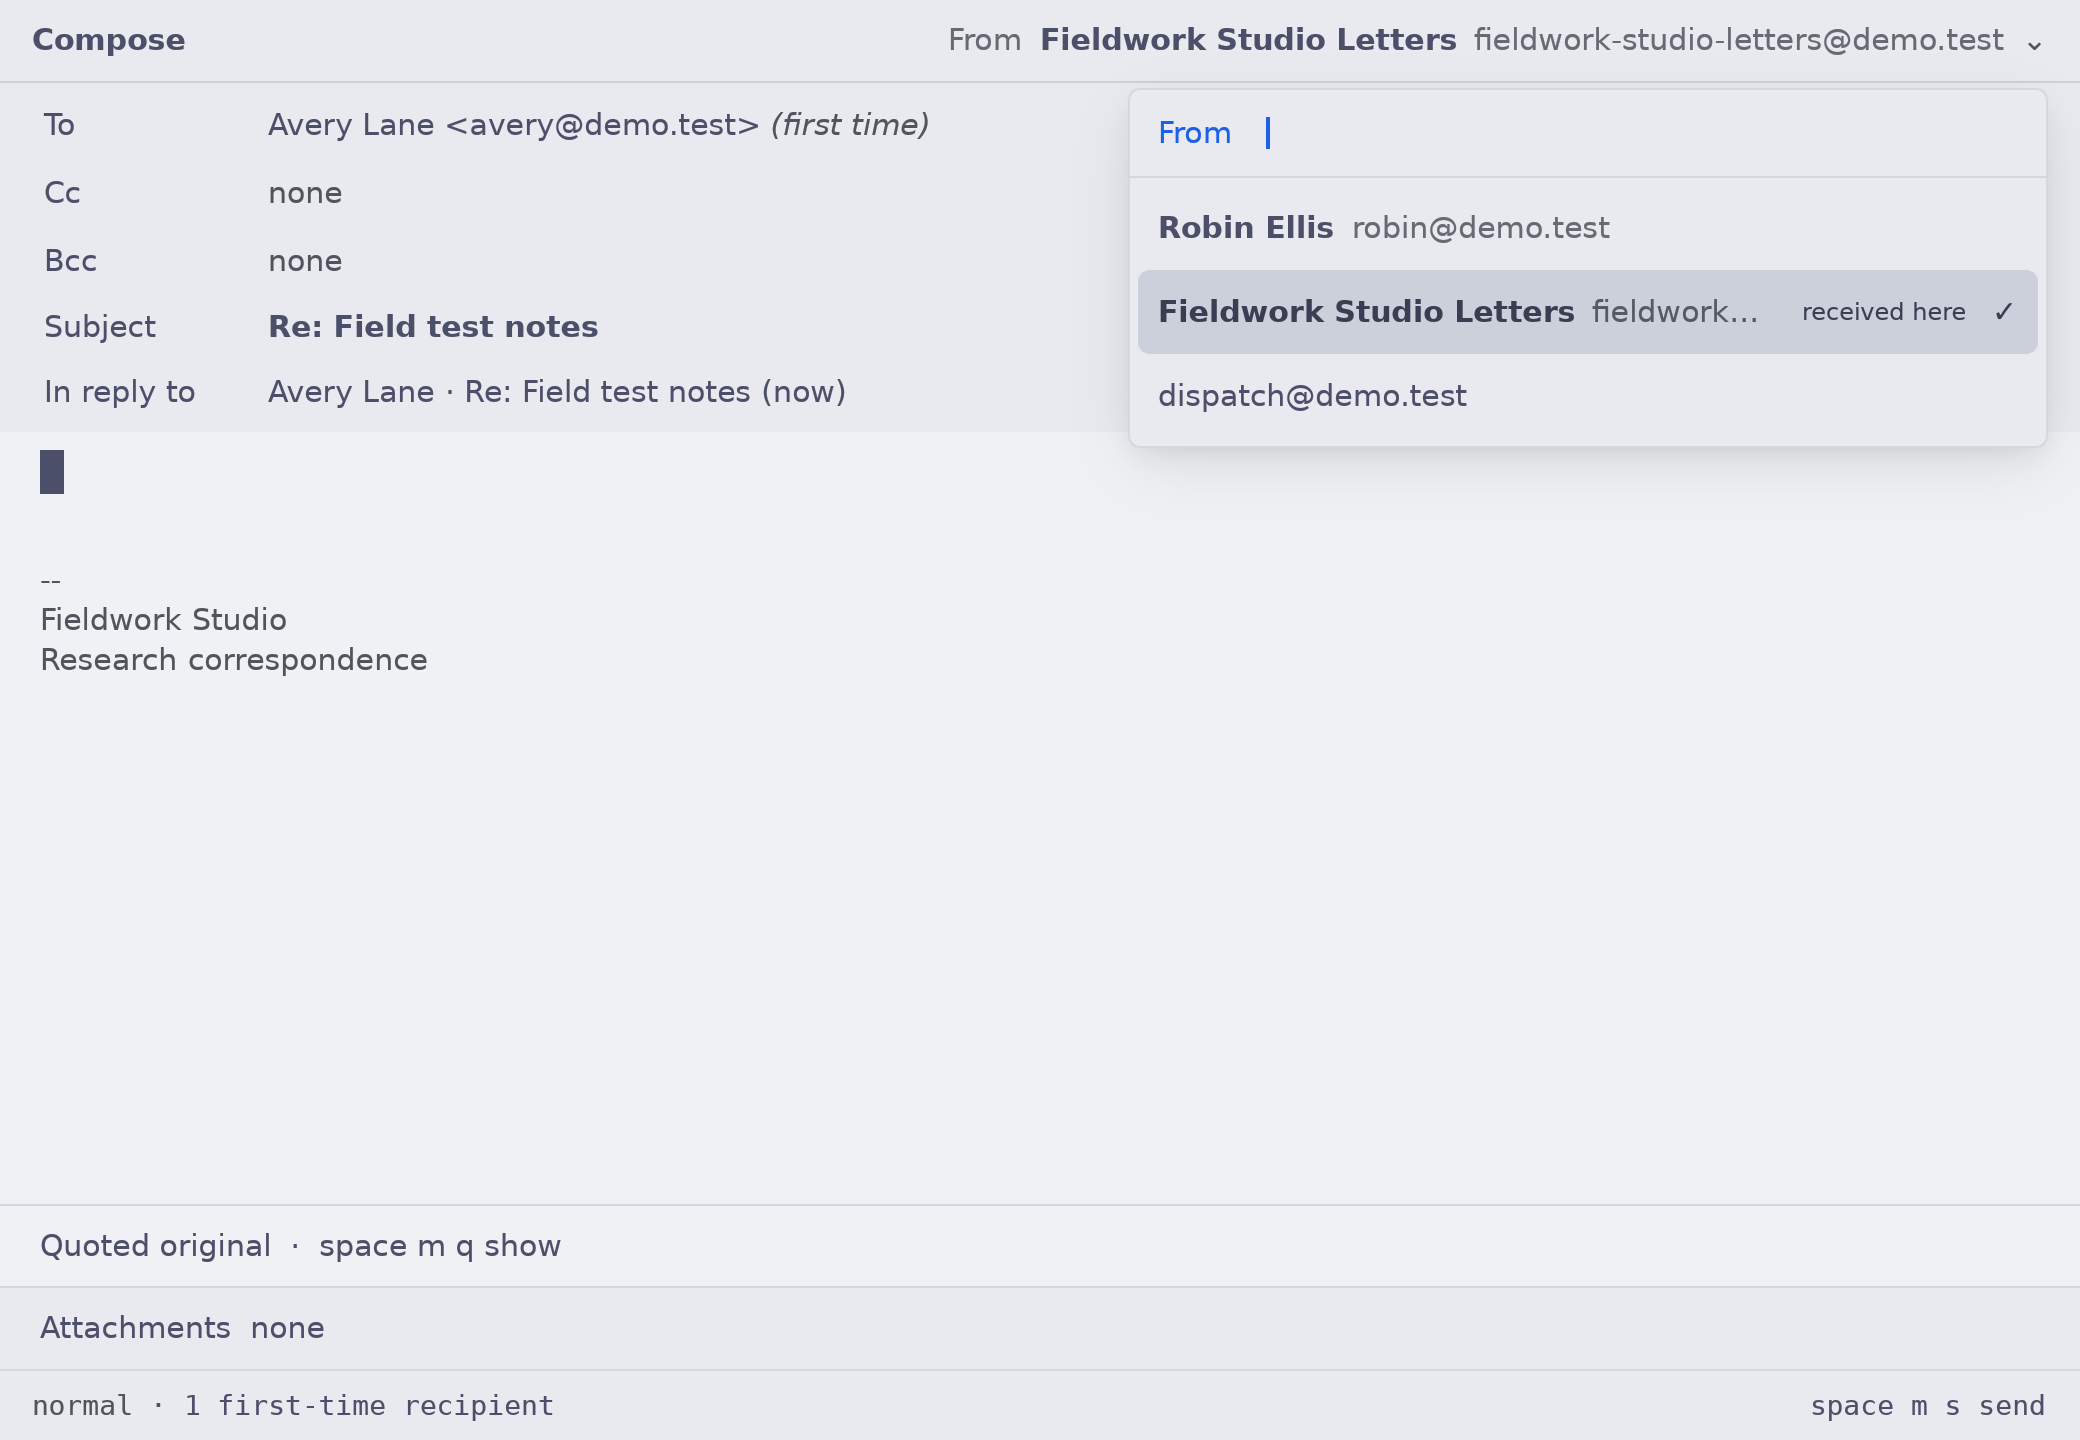 Compose From Fieldwork Studio Letters fieldwork-studio-letters@demo.test ⌄
To Avery Lane <avery@demo.test> (first time)
Cc none
Bcc none
Subject Re: Field test notes
In reply to Avery Lane · Re: Field test notes (now)
From
Robin Ellis robin@demo.test
Fieldwork Studio Letters fieldwork… received here ✓
dispatch@demo.test
--
Fieldwork Studio
Research correspondence
Quoted original · space m q show
Attachments none
normal · 1 first-time recipient space m s send